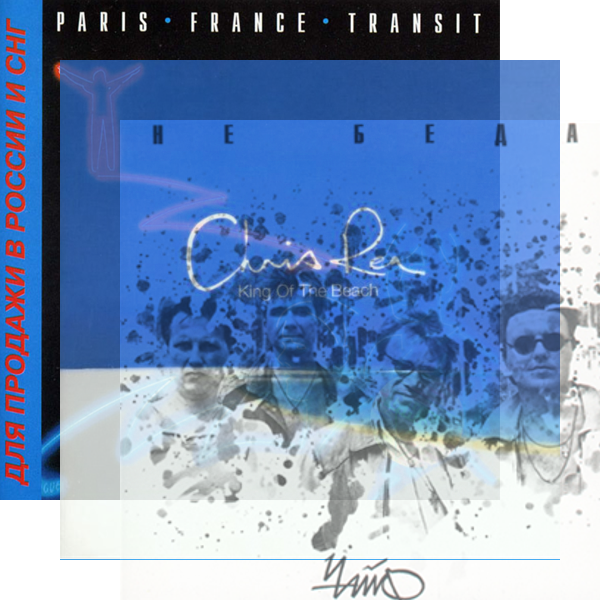 PARIS · FRANCE · TRANSIT
ДЛЯ ПРОДАЖИ В РОССИИ И СНГ
НЕ БЕДА
Chris Rea
King Of The Beach
Чайф